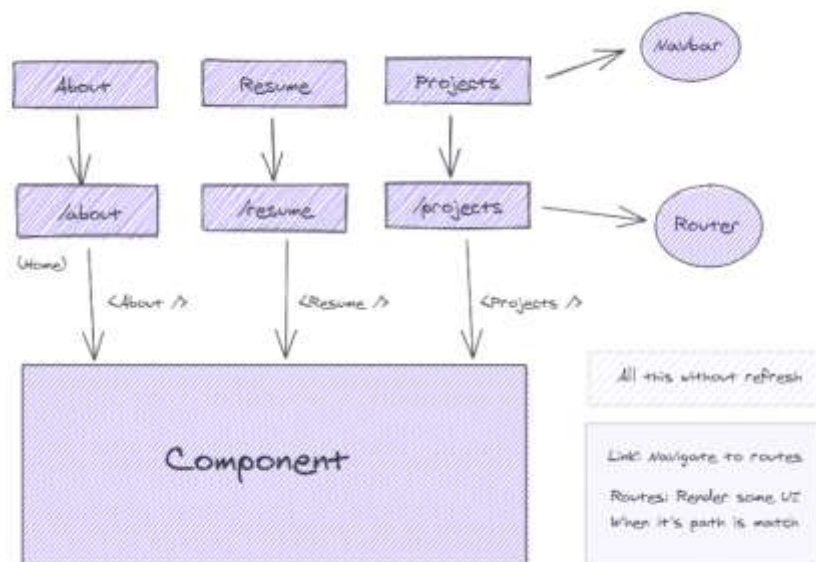 Navbar
About
Resume
Projects
/about
/resume
/projects
Router
(Home)
<About />
<Resume />
<Projects />
All this without refresh
Component
Link: Navigate to routes
Routes: Render some UI
When it's path is match